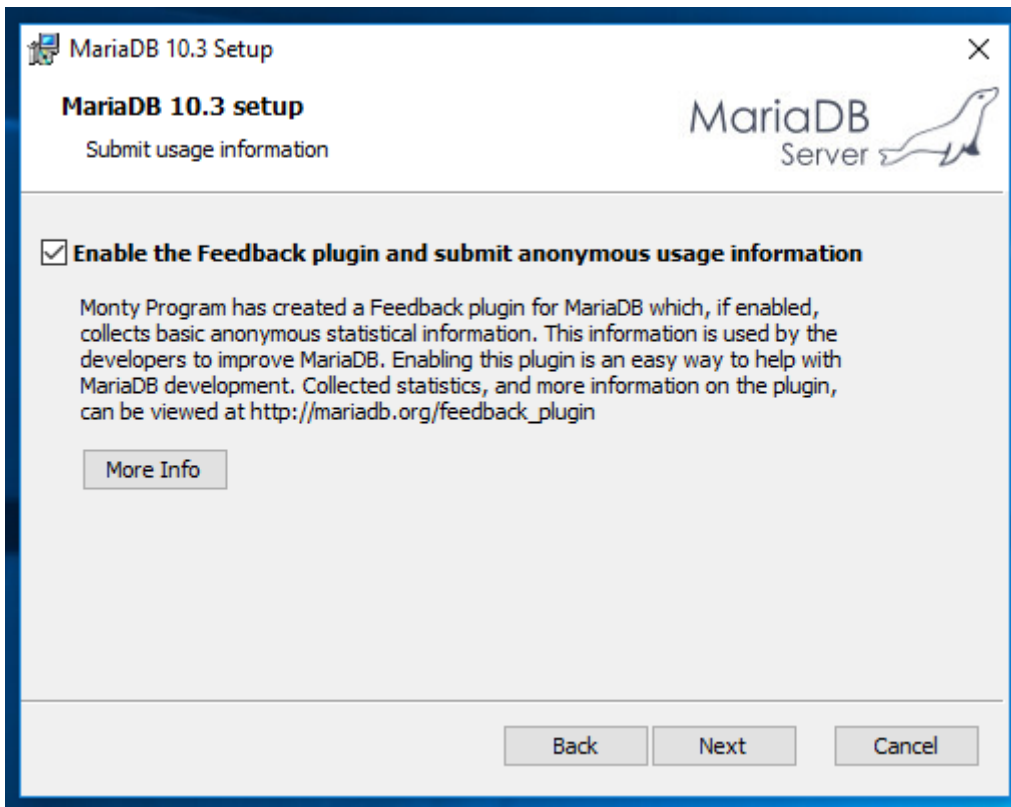 MariaDB 10.3 Setup
MariaDB 10.3 setup
Submit usage information
MariaDB
Server
Enable the Feedback plugin and submit anonymous usage information
Monty Program has created a Feedback plugin for MariaDB which, if enabled,
collects basic anonymous statistical information. This information is used by the
developers to improve MariaDB. Enabling this plugin is an easy way to help with
MariaDB development. Collected statistics, and more information on the plugin,
can be viewed at http://mariadb.org/feedback_plugin
More Info
Back
Next
Cancel